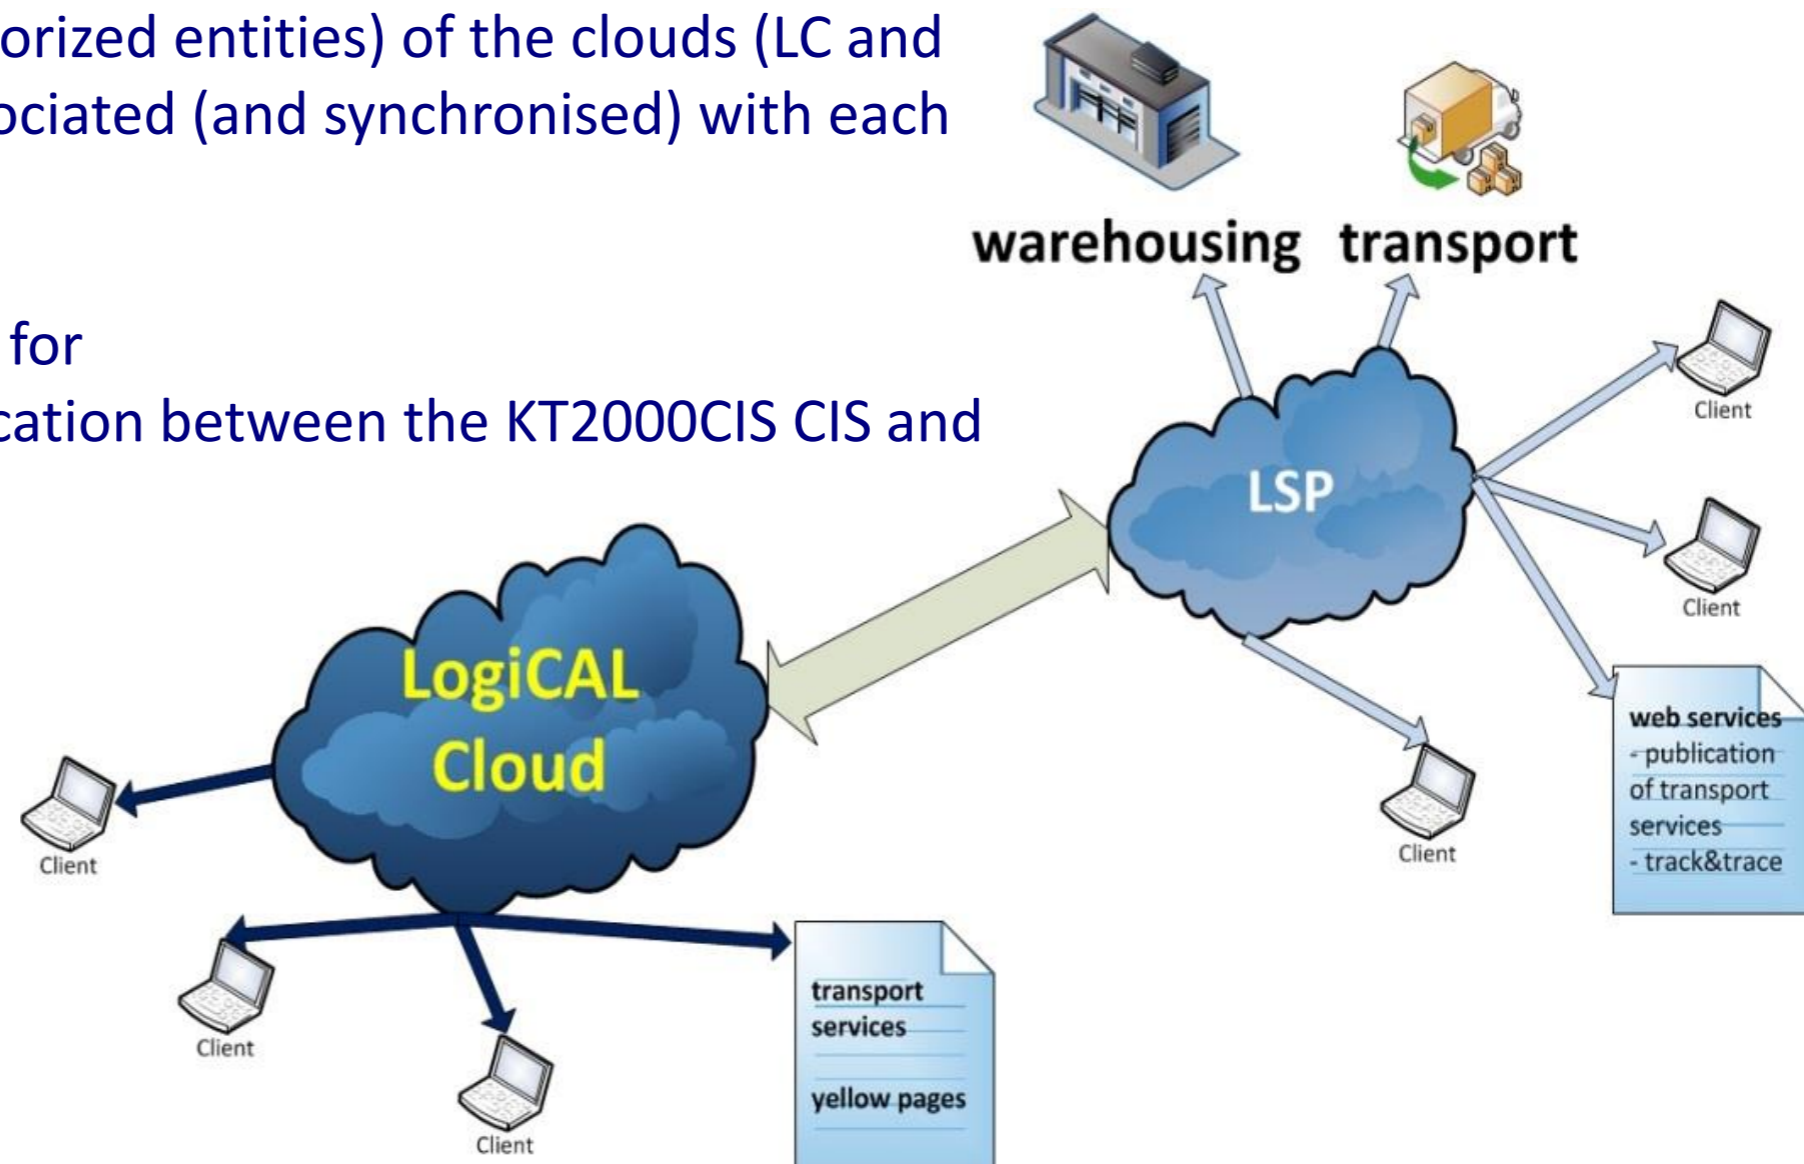 orized entities) of the clouds (LC and
ociated (and synchronised) with each
for
cation between the KT2000CIS CIS and
warehousing transport
Client
LSP
Client
LogiCAL
Cloud
web services
- publication
of transport
services
- track&trace
Client
Client
transport
services
yellow pages
Client
Client